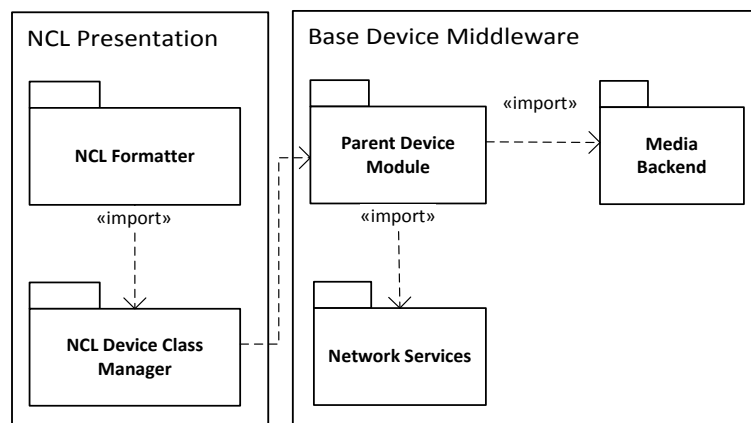 NCL Presentation
NCL Formatter
«import»
NCL Device Class
Manager
Base Device Middleware
Parent Device
Module
«import»
Media
Backend
«import»
Network Services